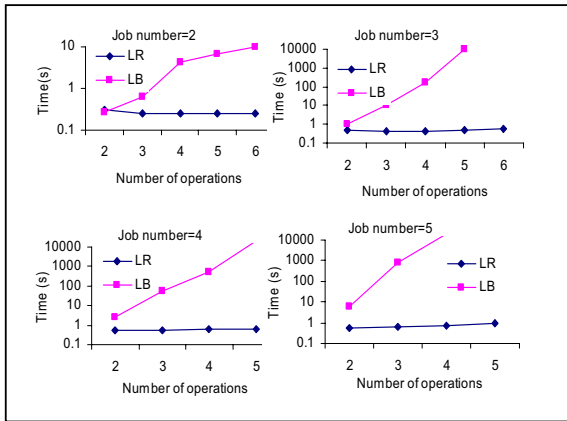 Job number=2
LR
LB
Time(s)
10
1
0.1
2 3 4 5 6
Number of operations
Job number=3
LR
LB
Time (s)
10000
1000
100
10
1
0.1
2 3 4 5 6
Number of operations
Job number=4
LR
LB
Time (s)
10000
1000
100
10
1
0.1
2 3 4 5
Number of operations
Job number=5
LR
LB
Time (s)
10000
1000
100
10
1
0.1
2 3 4 5
Number of operations